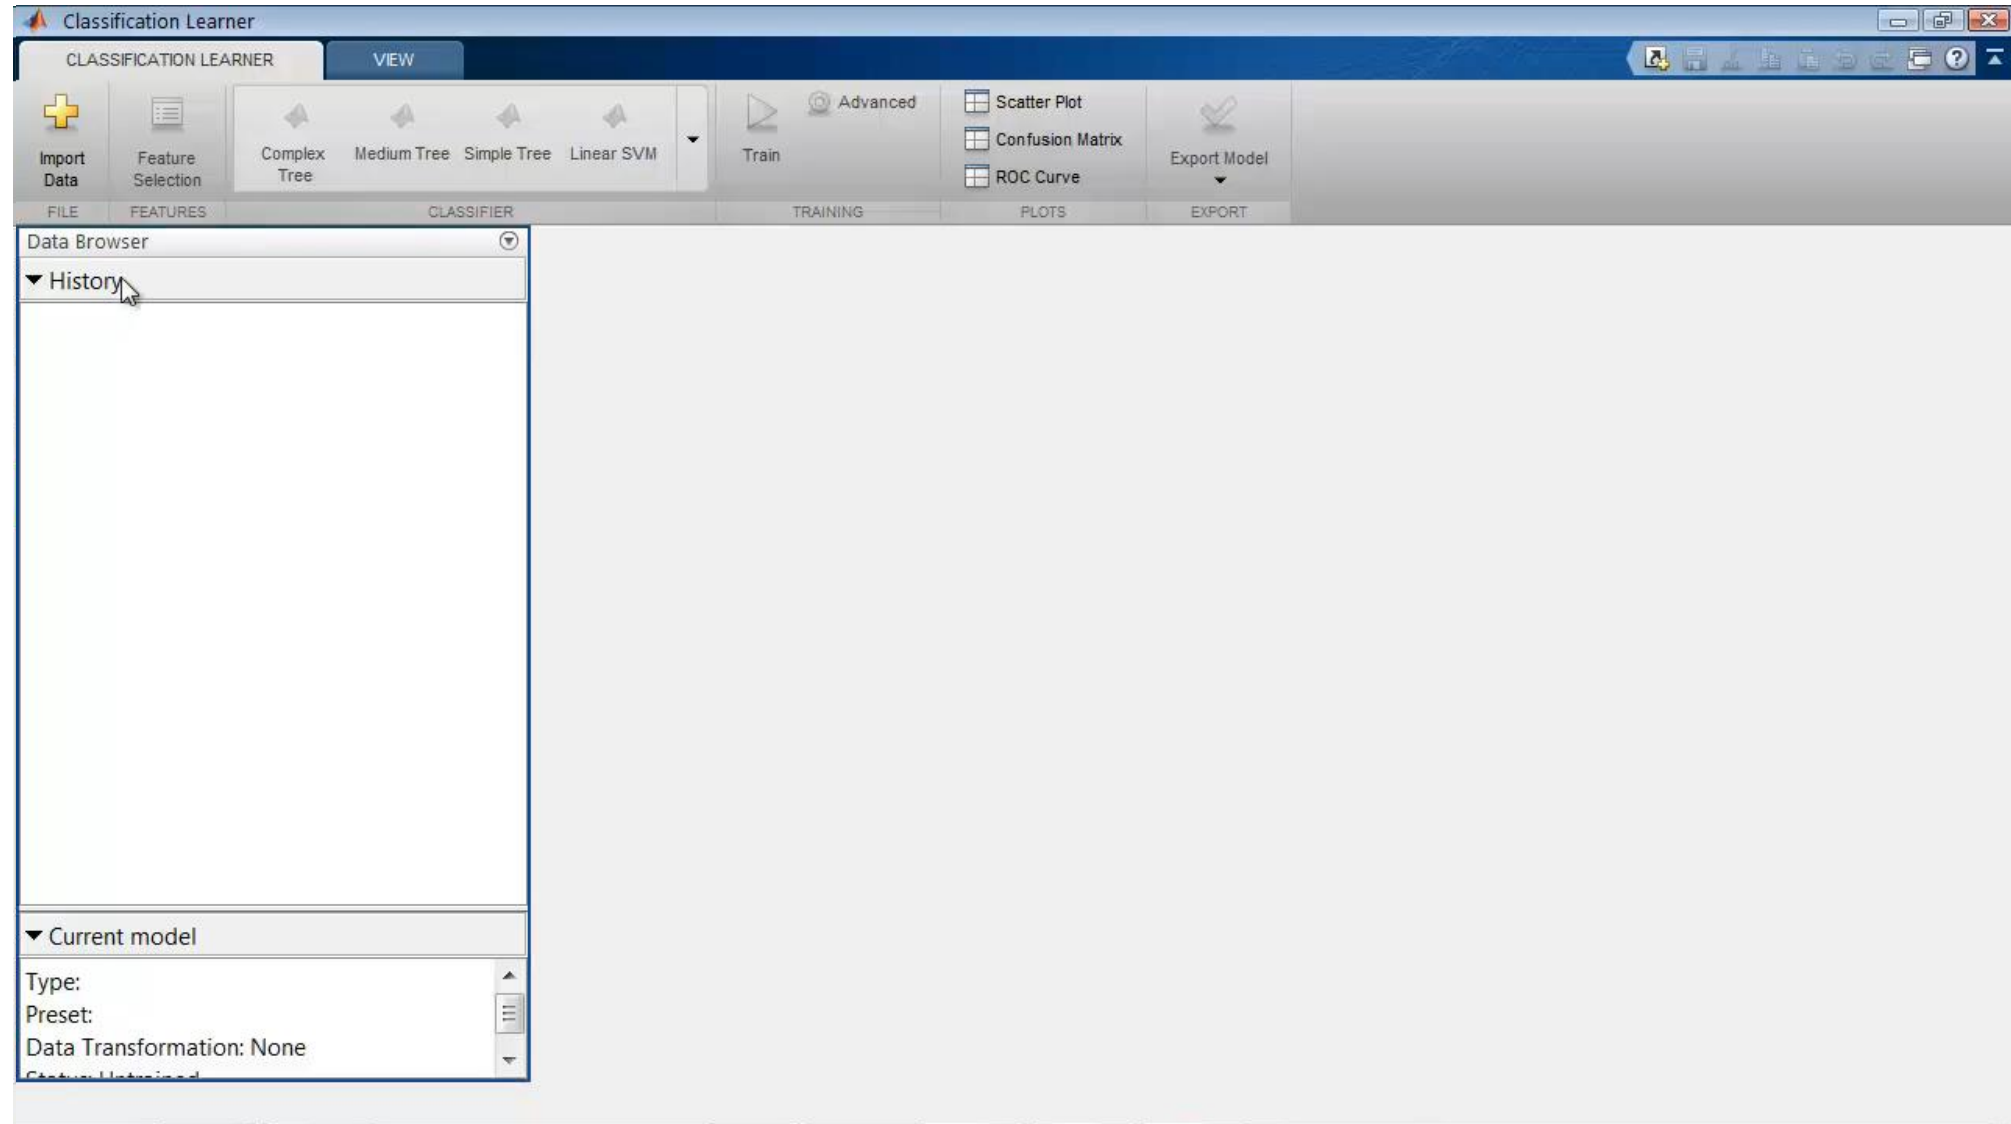 Classification Learner
CLASSIFICATION LEARNER VIEW
Import Data
Feature Selection
Complex Tree
Medium Tree
Simple Tree
Linear SVM
Train
Advanced
Scatter Plot
Confusion Matrix
ROC Curve
Export Model
FILE FEATURES CLASSIFIER TRAINING PLOTS EXPORT
Data Browser
History
Current model
Type:
Preset:
Data Transformation: None
Status: Untrained